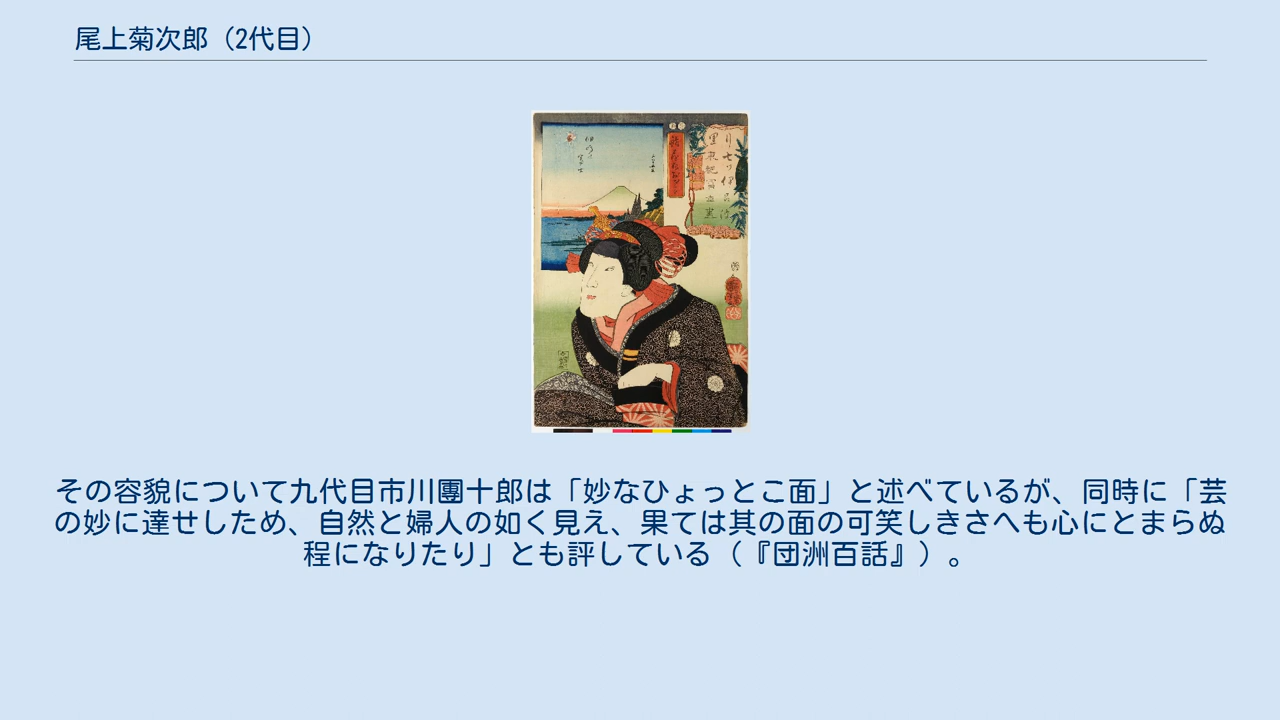 尾上菊次郎（2代目）
その容貌について九代目市川團十郎は「妙なひょっとこ面」と述べているが、同時に「芸
の妙に達せしため、自然と婦人の如く見え、果ては其の面の可笑しきさへも心にとまらぬ
程になりたり」とも評している（『団洲百話』）。